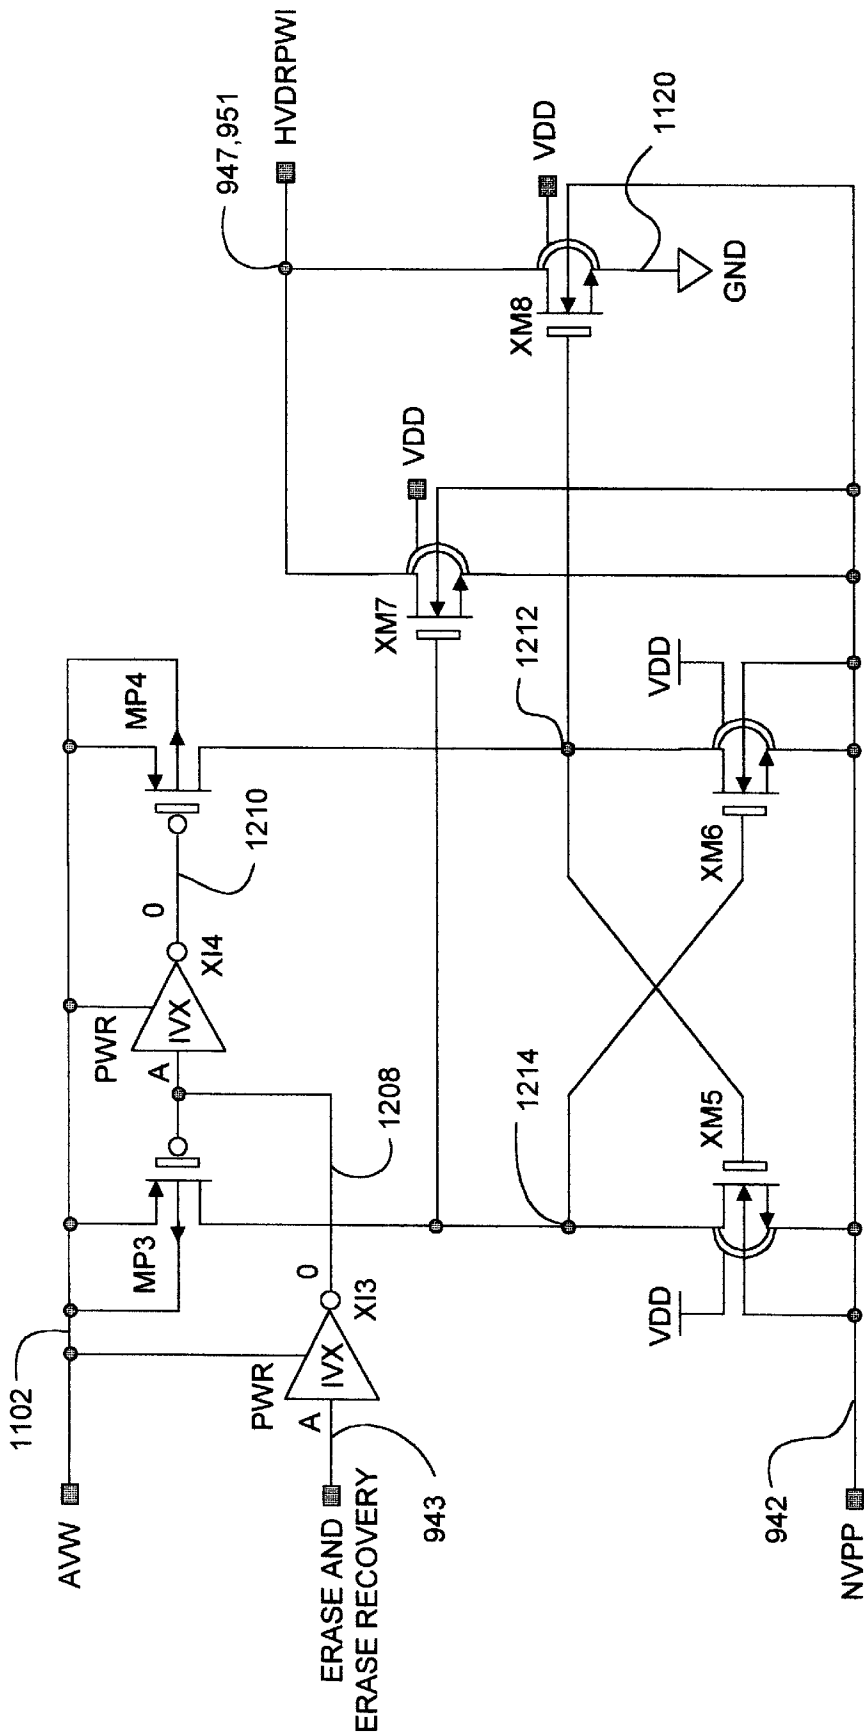 AVW
1102
MP3
PWR
A
IVX
XI4
0
1210
MP4
ERASE AND
ERASE RECOVERY
943
PWR
A
IVX
XI3
0
1208
XM7
VDD
HVDRPWI
947,951
1214
1212
XM8
VDD
1120
GND
VDD
XM5
XM6
VDD
NVPP
942